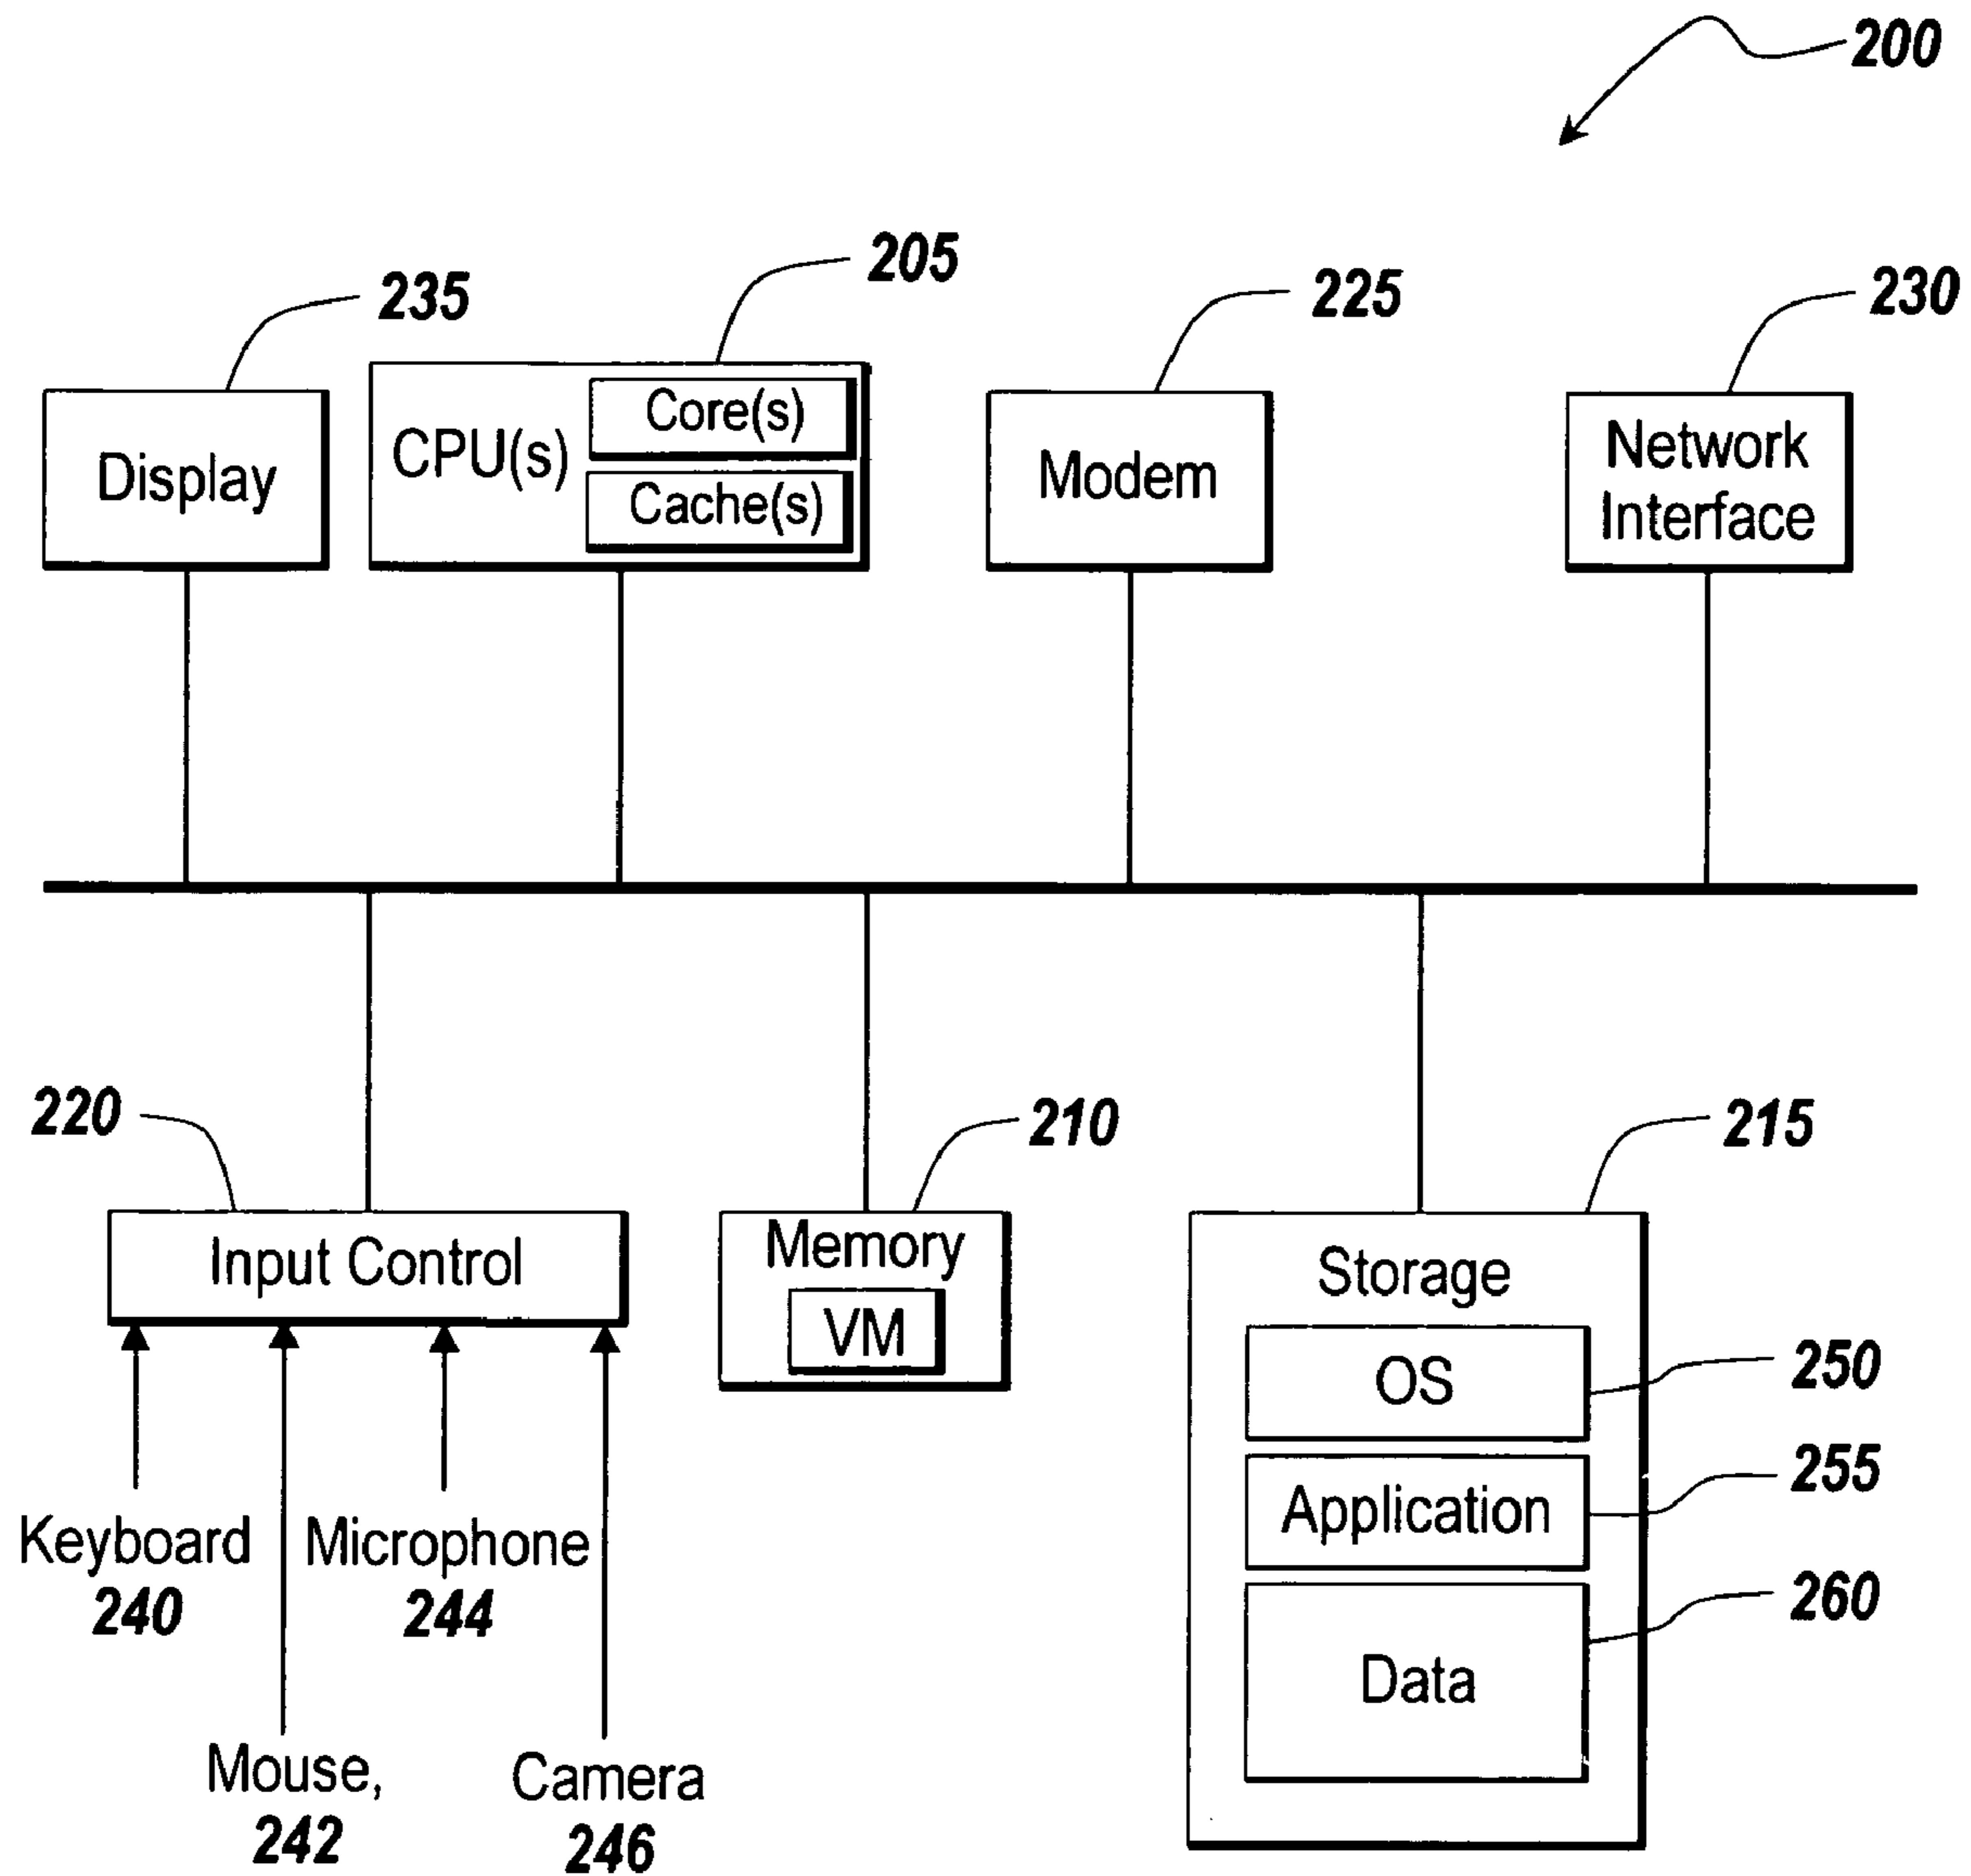 200
235
205
225
230
Display
CPU(s)
Core(s)
Cache(s)
Modem
Network
Interface
220
210
215
Input Control
Memory
VM
Storage
OS
250
Application
255
Data
260
Keyboard
240
Microphone
244
Mouse,
242
Camera
246